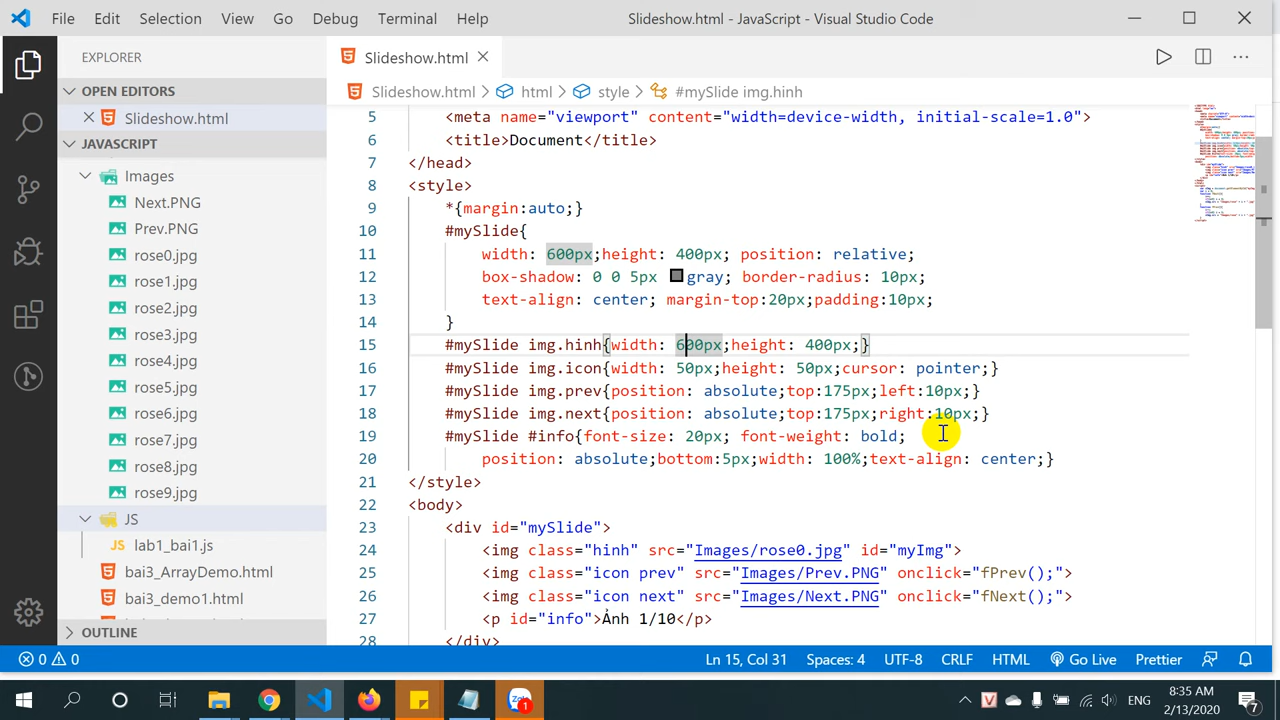 File Edit Selection View Go Debug Terminal Help Slideshow.html - JavaScript - Visual Studio Code
EXPLORER
OPEN EDITORS
Slideshow.html
JAVASCRIPT
Images
Next.PNG
Prev.PNG
rose0.jpg
rose1.jpg
rose2.jpg
rose3.jpg
rose4.jpg
rose5.jpg
rose6.jpg
rose7.jpg
rose8.jpg
rose9.jpg
JS
JS lab1_bai1.js
bai3_ArrayDemo.html
bai3_demo1.html
OUTLINE
Slideshow.html
Slideshow.html > html > style > #mySlide img.hinh
5 <meta name="viewport" content="width=device-width, initial-scale=1.0">
6 <title>Document</title>
7 </head>
8 <style>
9 *{margin:auto;}
10 #mySlide{
11 width: 600px;height: 400px; position: relative;
12 box-shadow: 0 0 5px gray; border-radius: 10px;
13 text-align: center; margin-top:20px;padding:10px;
14 }
15 #mySlide img.hinh{width: 600px;height: 400px;}
16 #mySlide img.icon{width: 50px;height: 50px;cursor: pointer;}
17 #mySlide img.prev{position: absolute;top:175px;left:10px;}
18 #mySlide img.next{position: absolute;top:175px;right:10px;}
19 #mySlide #info{font-size: 20px; font-weight: bold;
20 position: absolute;bottom:5px;width: 100%;text-align: center;}
21 </style>
22 <body>
23 <div id="mySlide">
24 <img class="hinh" src="Images/rose0.jpg" id="myImg">
25 <img class="icon prev" src="Images/Prev.PNG" onclick="fPrev();">
26 <img class="icon next" src="Images/Next.PNG" onclick="fNext();">
27 <p id="info">Ảnh 1/10</p>
28 </div>
0 0 Ln 15, Col 31 Spaces: 4 UTF-8 CRLF HTML Go Live Prettier
Zalo 1 ENG 8:35 AM
2/13/2020 7